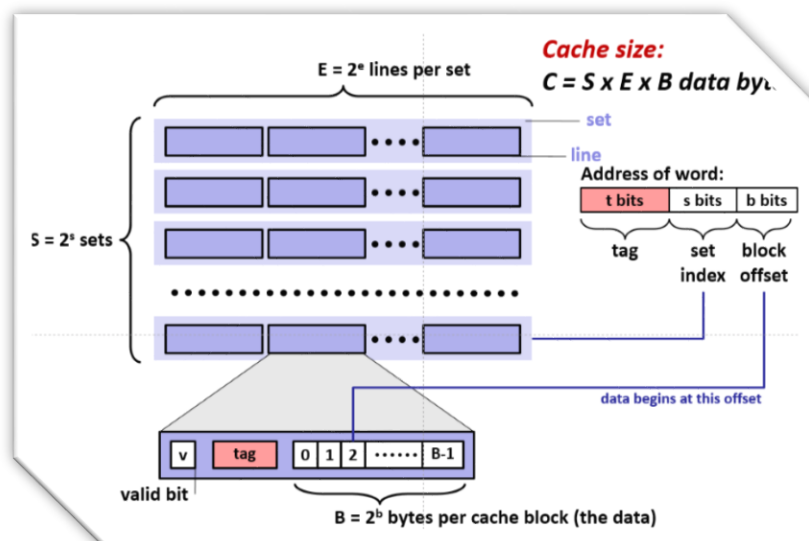 Cache size:
C = S x E x B data
E = 2ᵉ lines per set
set
line
Address of word:
t bits s bits b bits
tag set index block offset
S = 2ˢ sets
data begins at this offset
v tag 0 1 2 ······ B-1
valid bit
B = 2ᵇ bytes per cache block (the data)